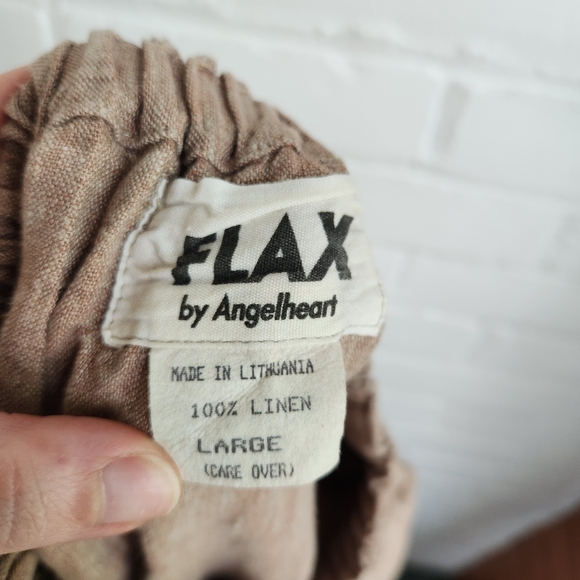 FLAX
by Angelheart
MADE IN LITHUANIA
100% LINEN
LARGE
(CARE OVER)